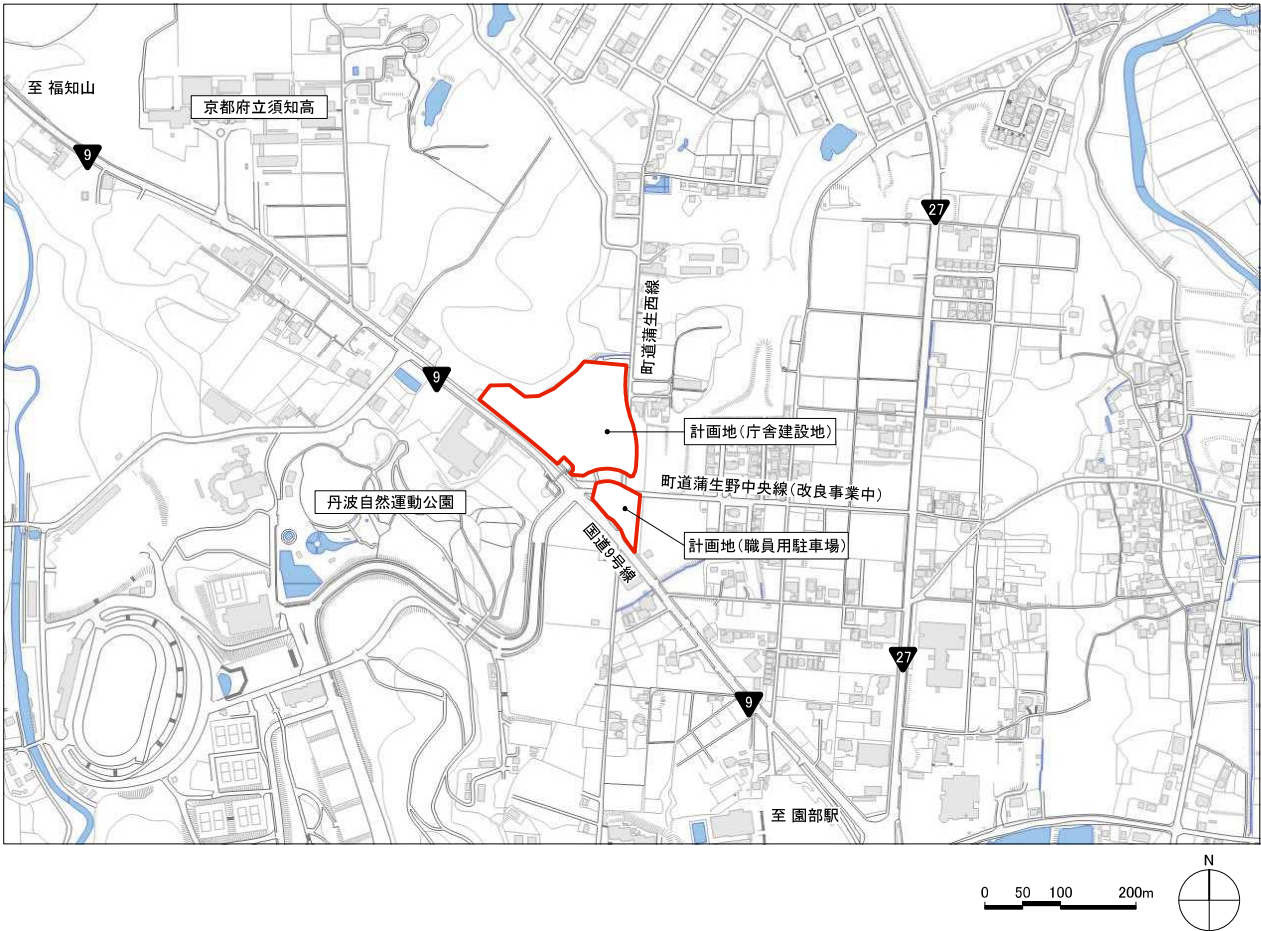 至 福知山
京都府立須知高
9
27
町道蒲生西線
9
計画地(庁舎建設地)
町道蒲生野中央線(改良事業中)
丹波自然運動公園
国道9号線
計画地(職員用駐車場)
27
9
至 園部駅
N
0 50 100 200m